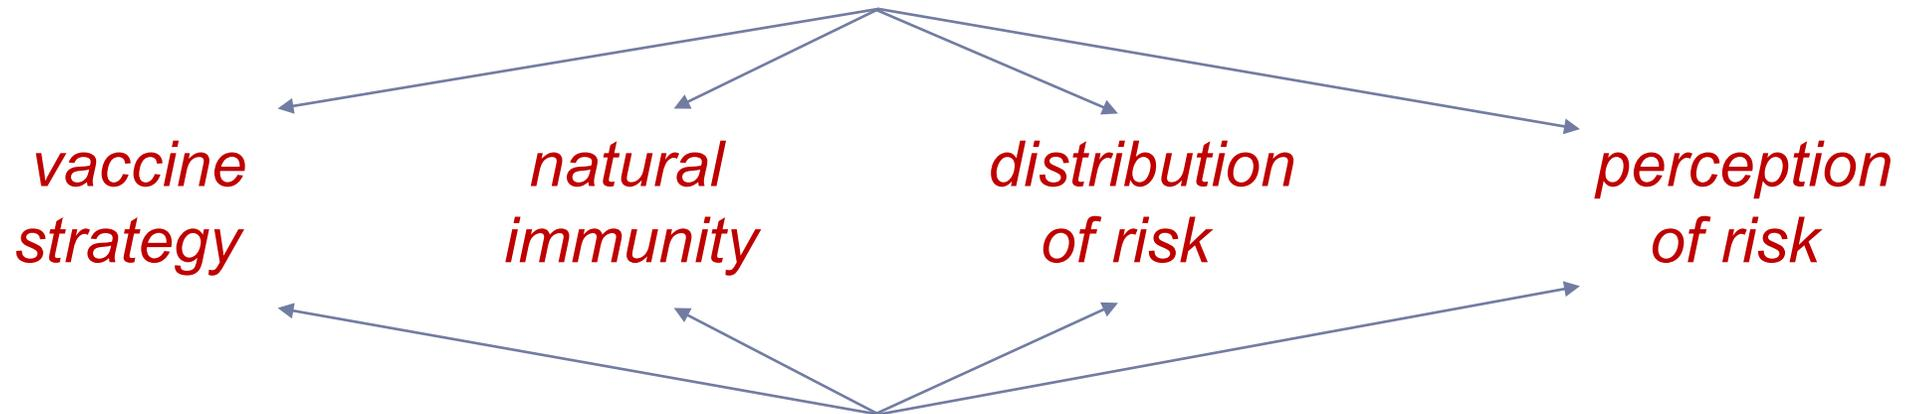 vaccine
strategy
natural
immunity
distribution
of risk
perception
of risk